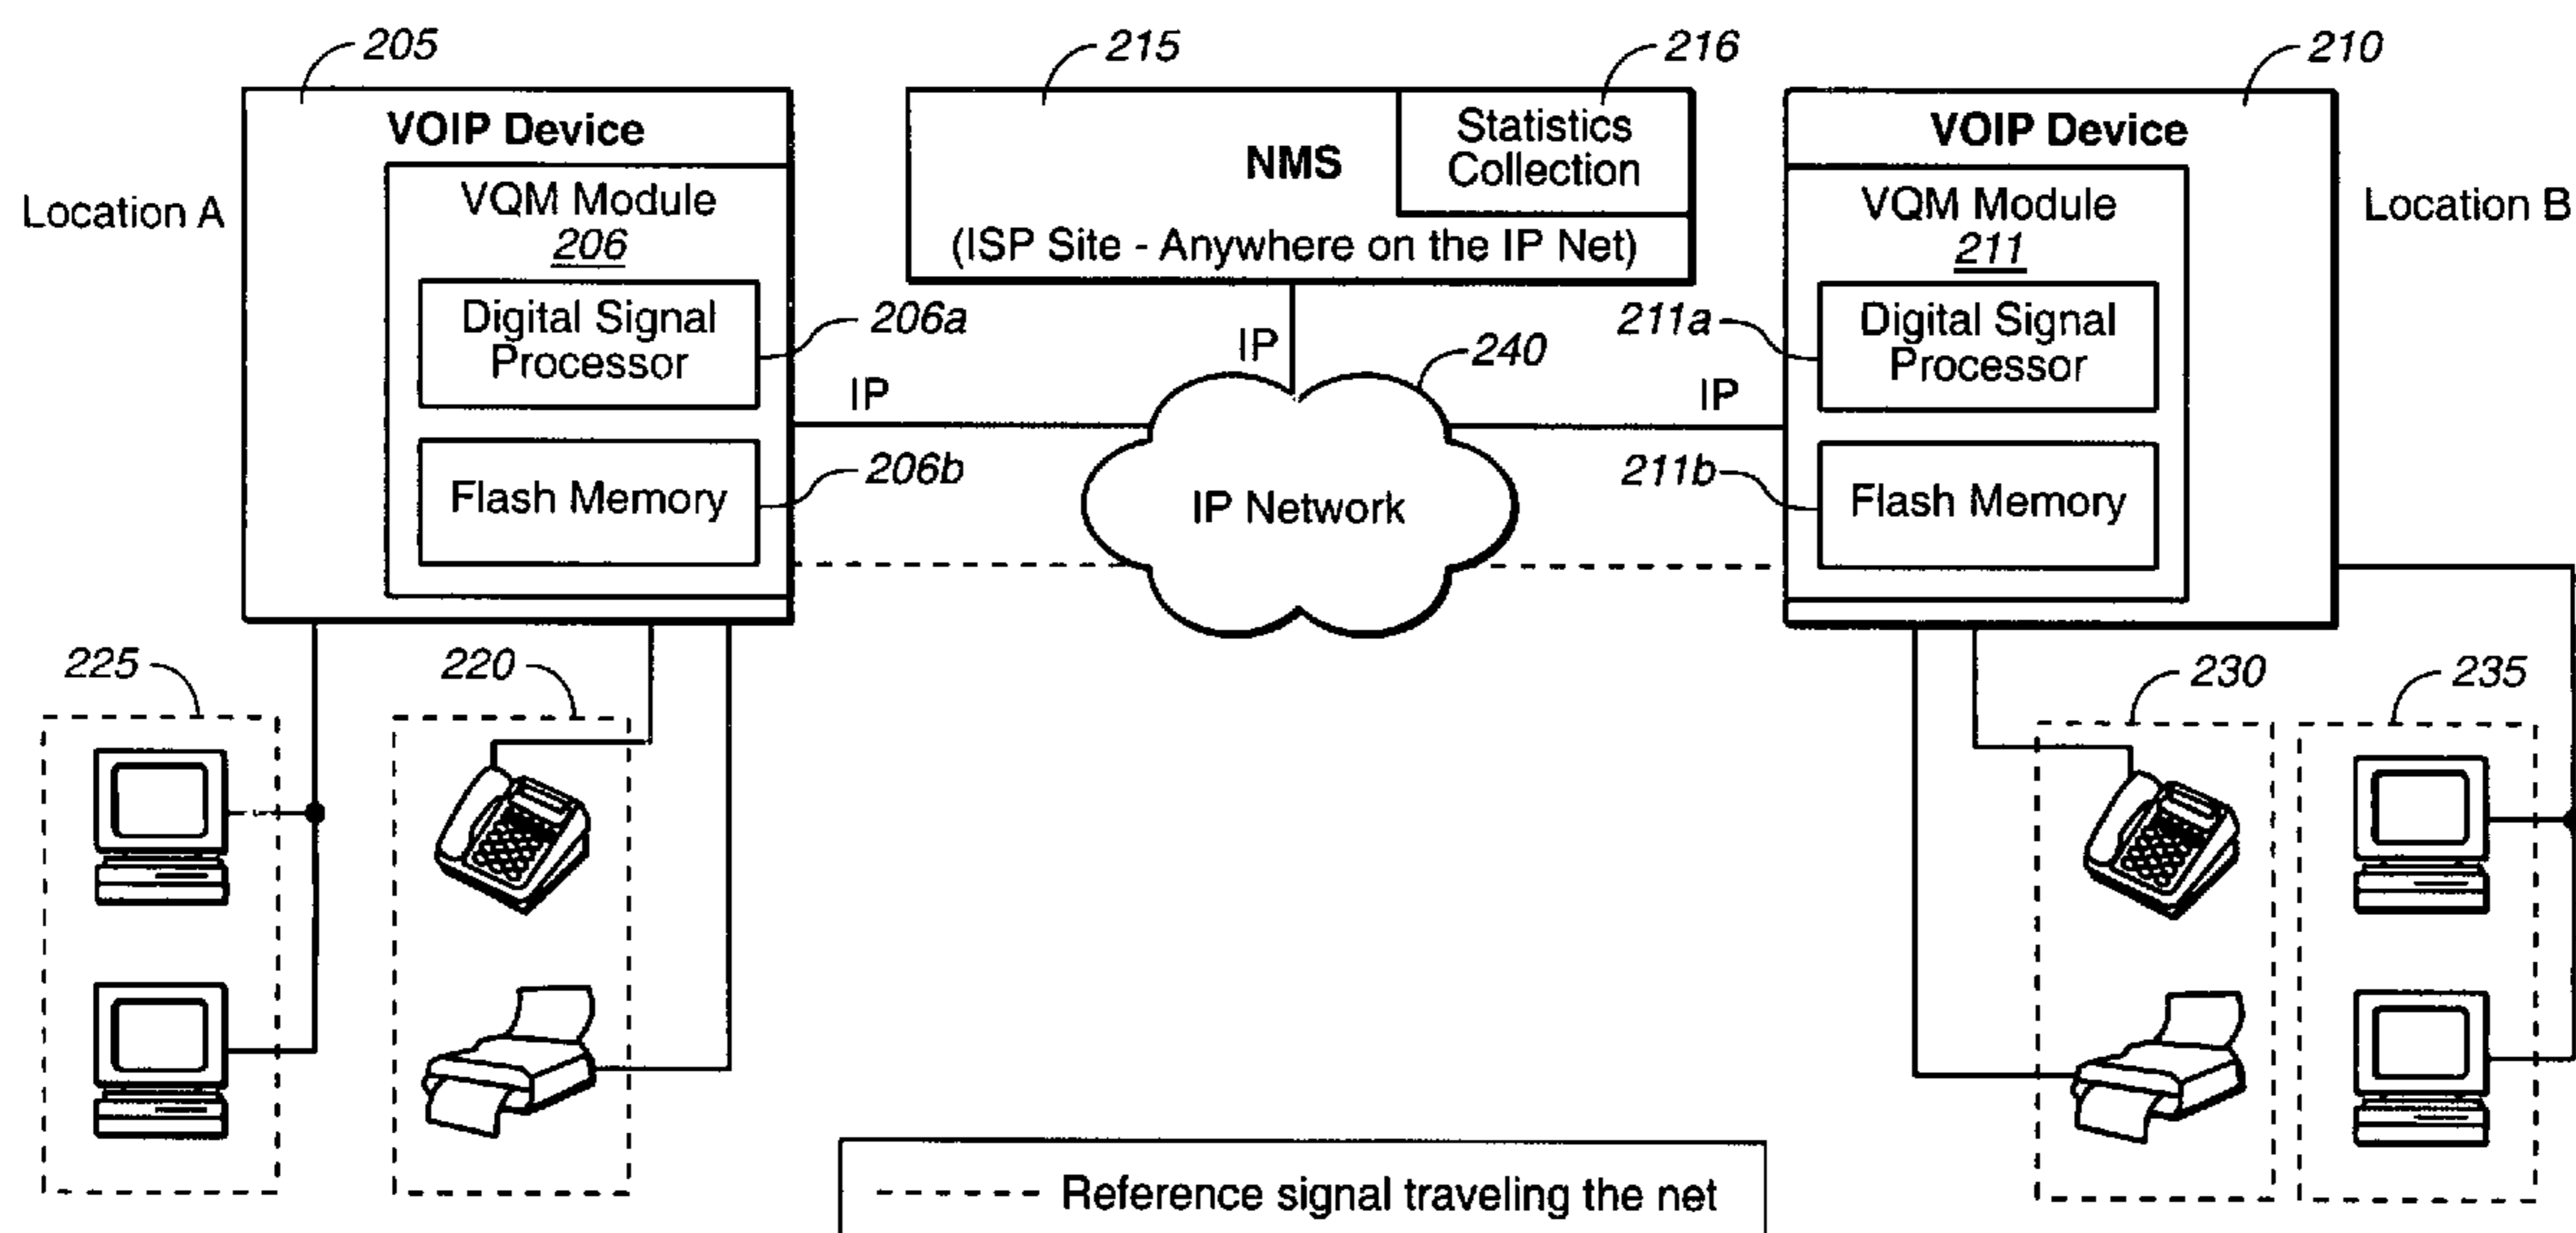 205
215
216
210
VOIP Device
VQM Module
206
Digital Signal
Processor
206a
Flash Memory
206b
Location A
NMS
Statistics
Collection
(ISP Site - Anywhere on the IP Net)
IP
IP
IP
240
IP Network
VOIP Device
VQM Module
211
211a
Digital Signal
Processor
211b
Flash Memory
Location B
225
220
230
235
Reference signal traveling the net